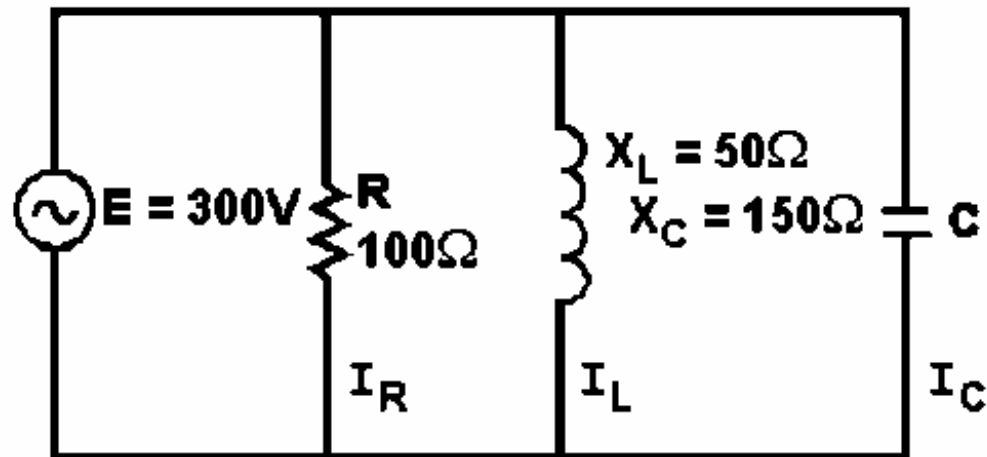 E = 300V
R
100Ω
X_L = 50Ω
X_C = 150Ω
C
I_R
I_L
I_C